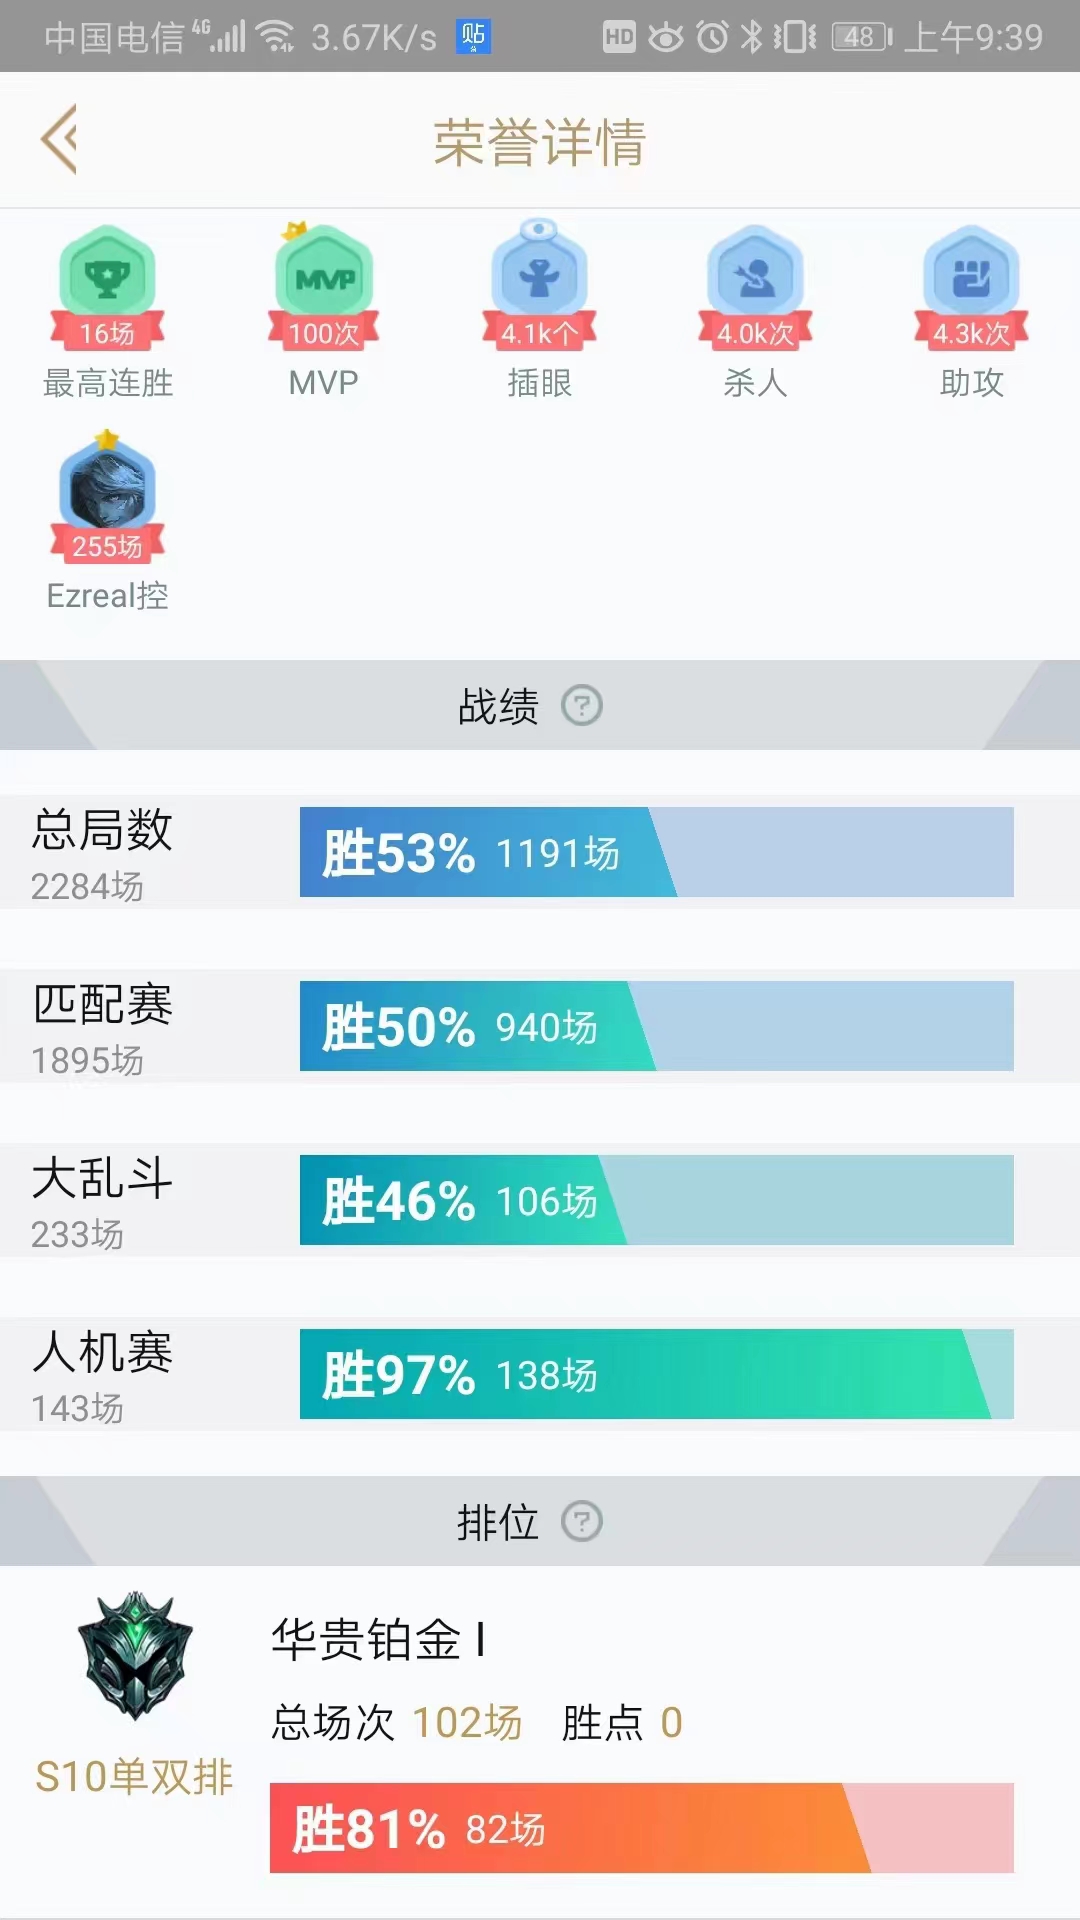 中国电信 4G 3.67K/s 贴 HD 48 上午9:39
荣誉详情
MVP
16场 100次 4.1k个 4.0k次 4.3k次
最高连胜 MVP 插眼 杀人 助攻
255场
Ezreal控
战绩 ?
总局数
2284场
胜53% 1191场
匹配赛
1895场
胜50% 940场
大乱斗
233场
胜46% 106场
人机赛
143场
胜97% 138场
排位 ?
华贵铂金 I
总场次 102场 胜点 0
S10单双排
胜81% 82场